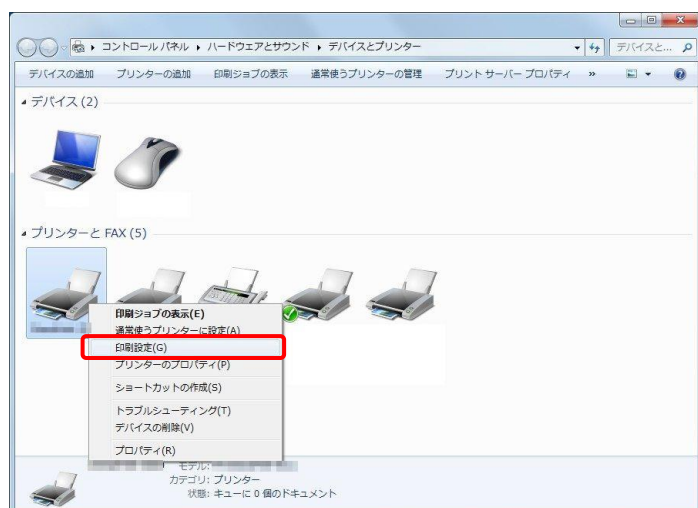 コントロール パネル ▸ ハードウェアとサウンド ▸ デバイスとプリンター
デバイスと...
デバイスの追加 プリンターの追加 印刷ジョブの表示 通常使うプリンターの管理 プリント サーバー プロパティ »
デバイス (2)
プリンターと FAX (5)
印刷ジョブの表示(E)
通常使うプリンターに設定(A)
印刷設定(G)
プリンターのプロパティ(P)
ショートカットの作成(S)
トラブルシューティング(T)
デバイスの削除(V)
プロパティ(R)
モデル:
カテゴリ: プリンター
状態: キューに 0 個のドキュメント